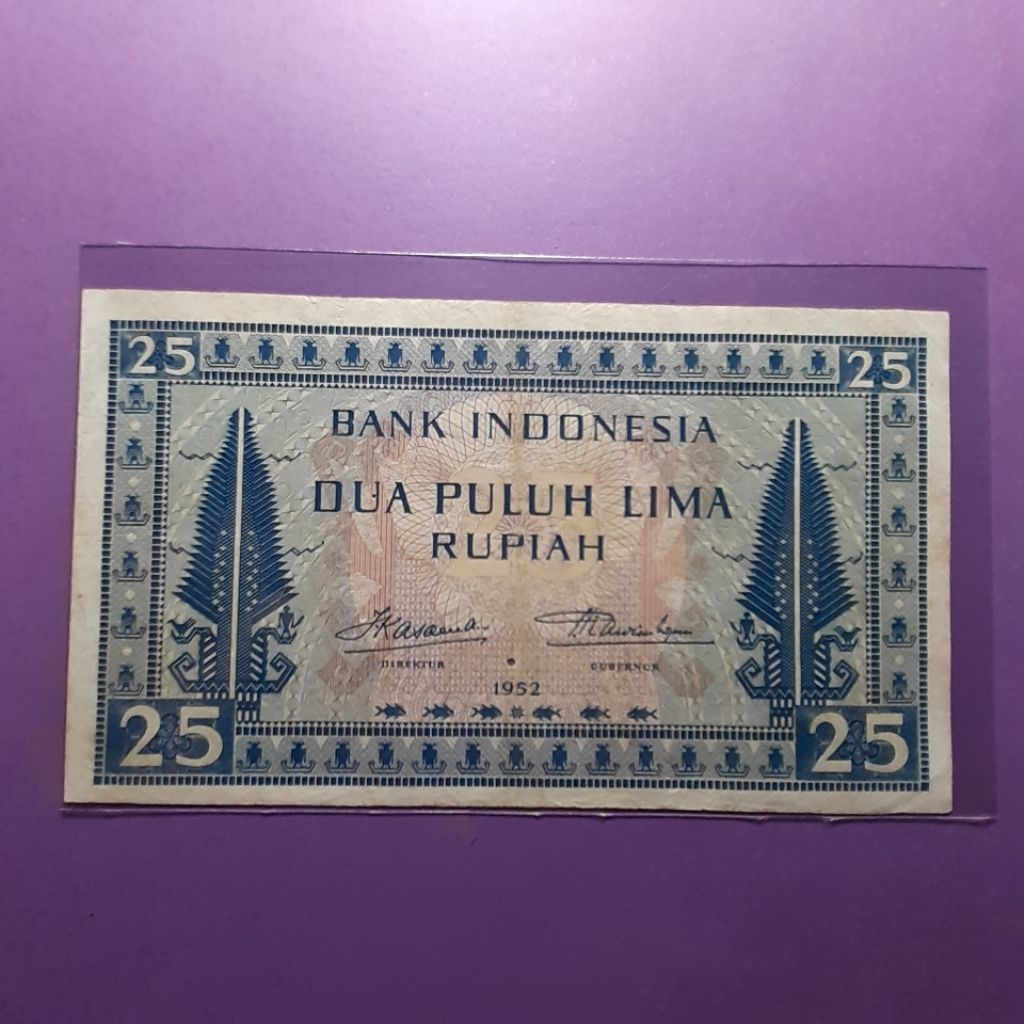 25 25
BANK INDONESIA
DUA PULUH LIMA
RUPIAH
DIREKTUR GUBERNUR
1952
25 25